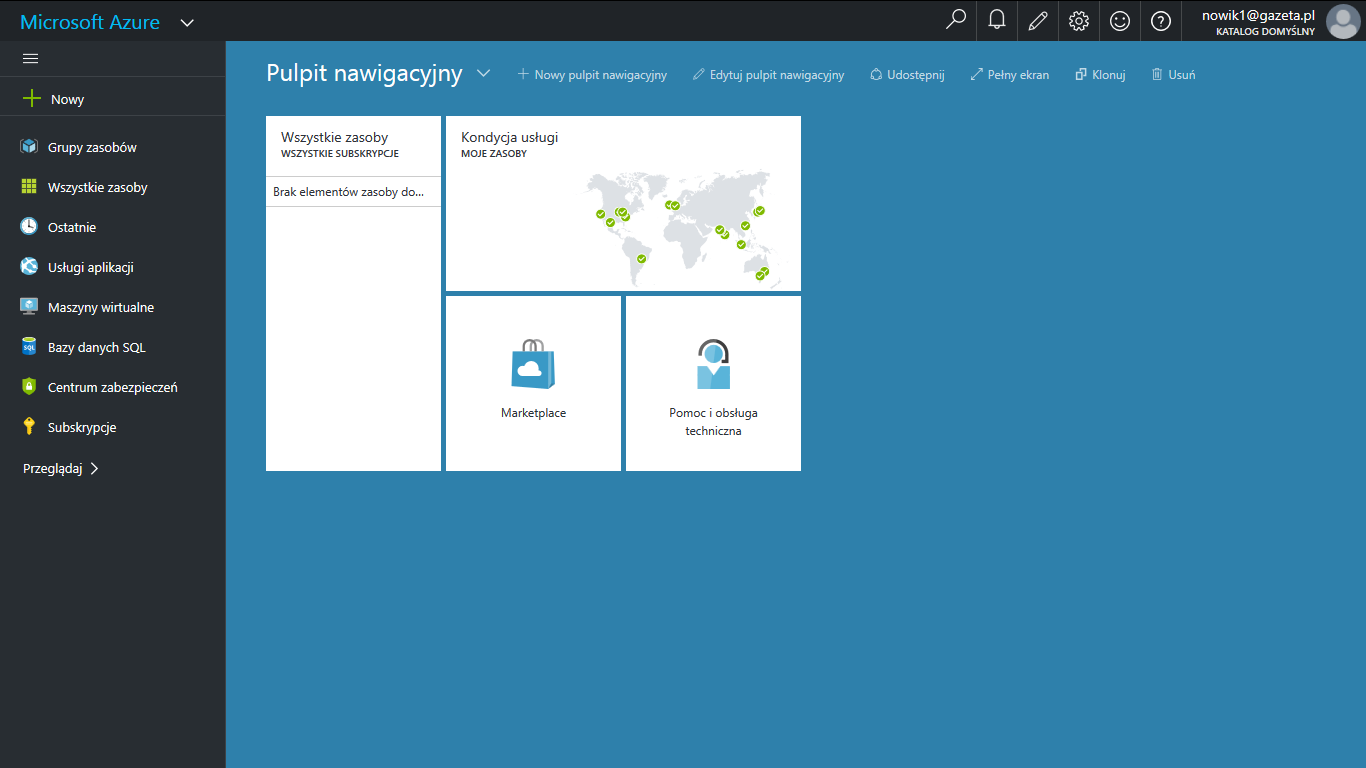 Microsoft Azure
nowik1@gazeta.pl
KATALOG DOMYŚLNY
Nowy
Grupy zasobów
Wszystkie zasoby
Ostatnie
Usługi aplikacji
Maszyny wirtualne
Bazy danych SQL
Centrum zabezpieczeń
Subskrypcje
Przeglądaj
Pulpit nawigacyjny
Nowy pulpit nawigacyjny
Edytuj pulpit nawigacyjny
Udostępnij
Pełny ekran
Klonuj
Usuń
Wszystkie zasoby
WSZYSTKIE SUBSKRYPCJE
Brak elementów zasoby do...
Kondycja usługi
MOJE ZASOBY
Marketplace
Pomoc i obsługa
techniczna
SQL